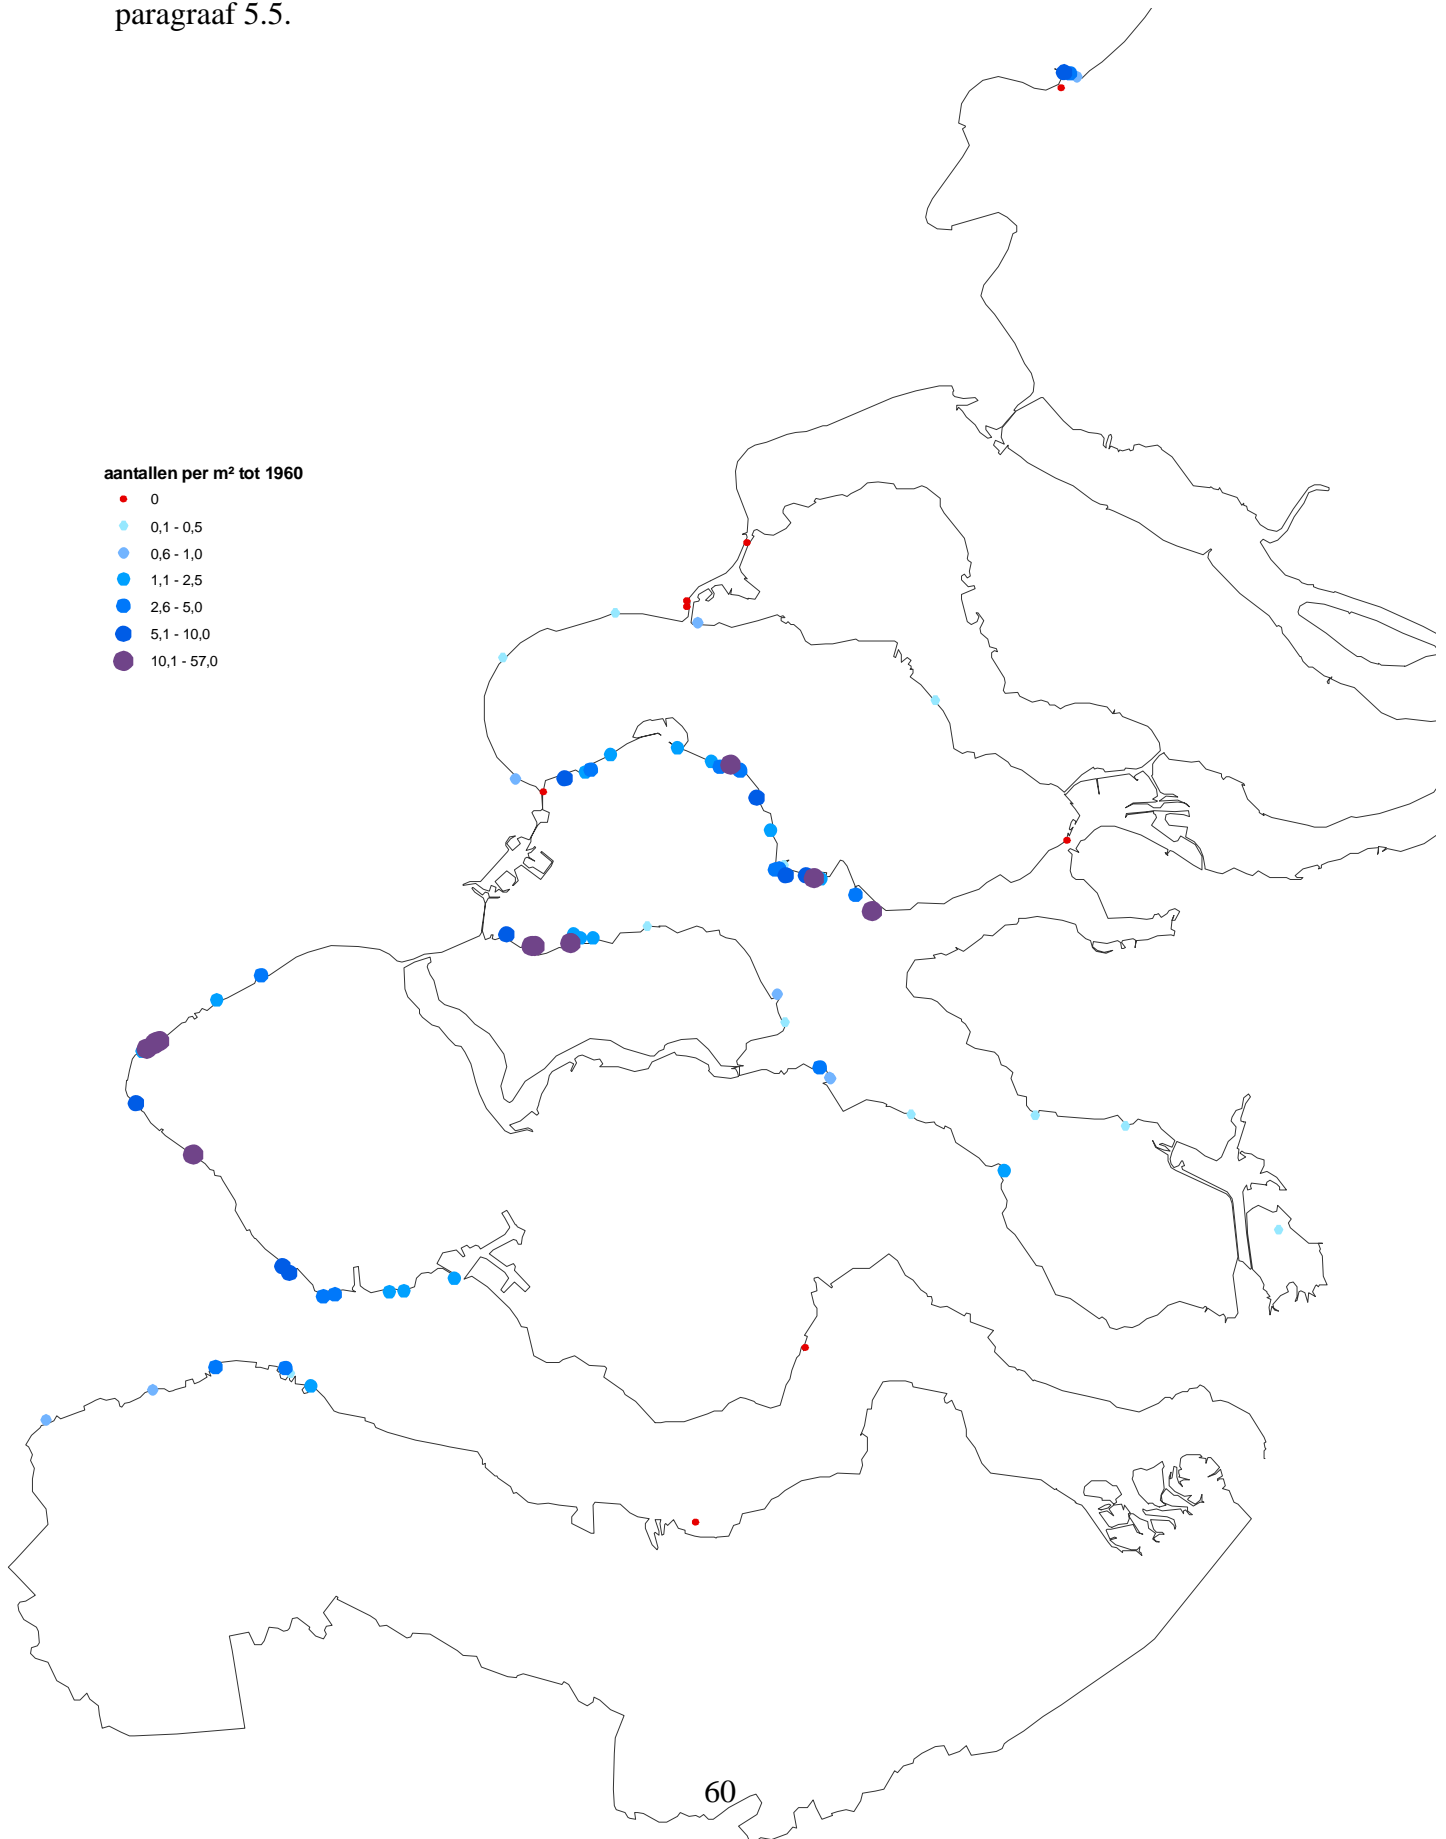 paragraaf 5.5.
aantallen per m² tot 1960
0
0,1 - 0,5
0,6 - 1,0
1,1 - 2,5
2,6 - 5,0
5,1 - 10,0
10,1 - 57,0
60